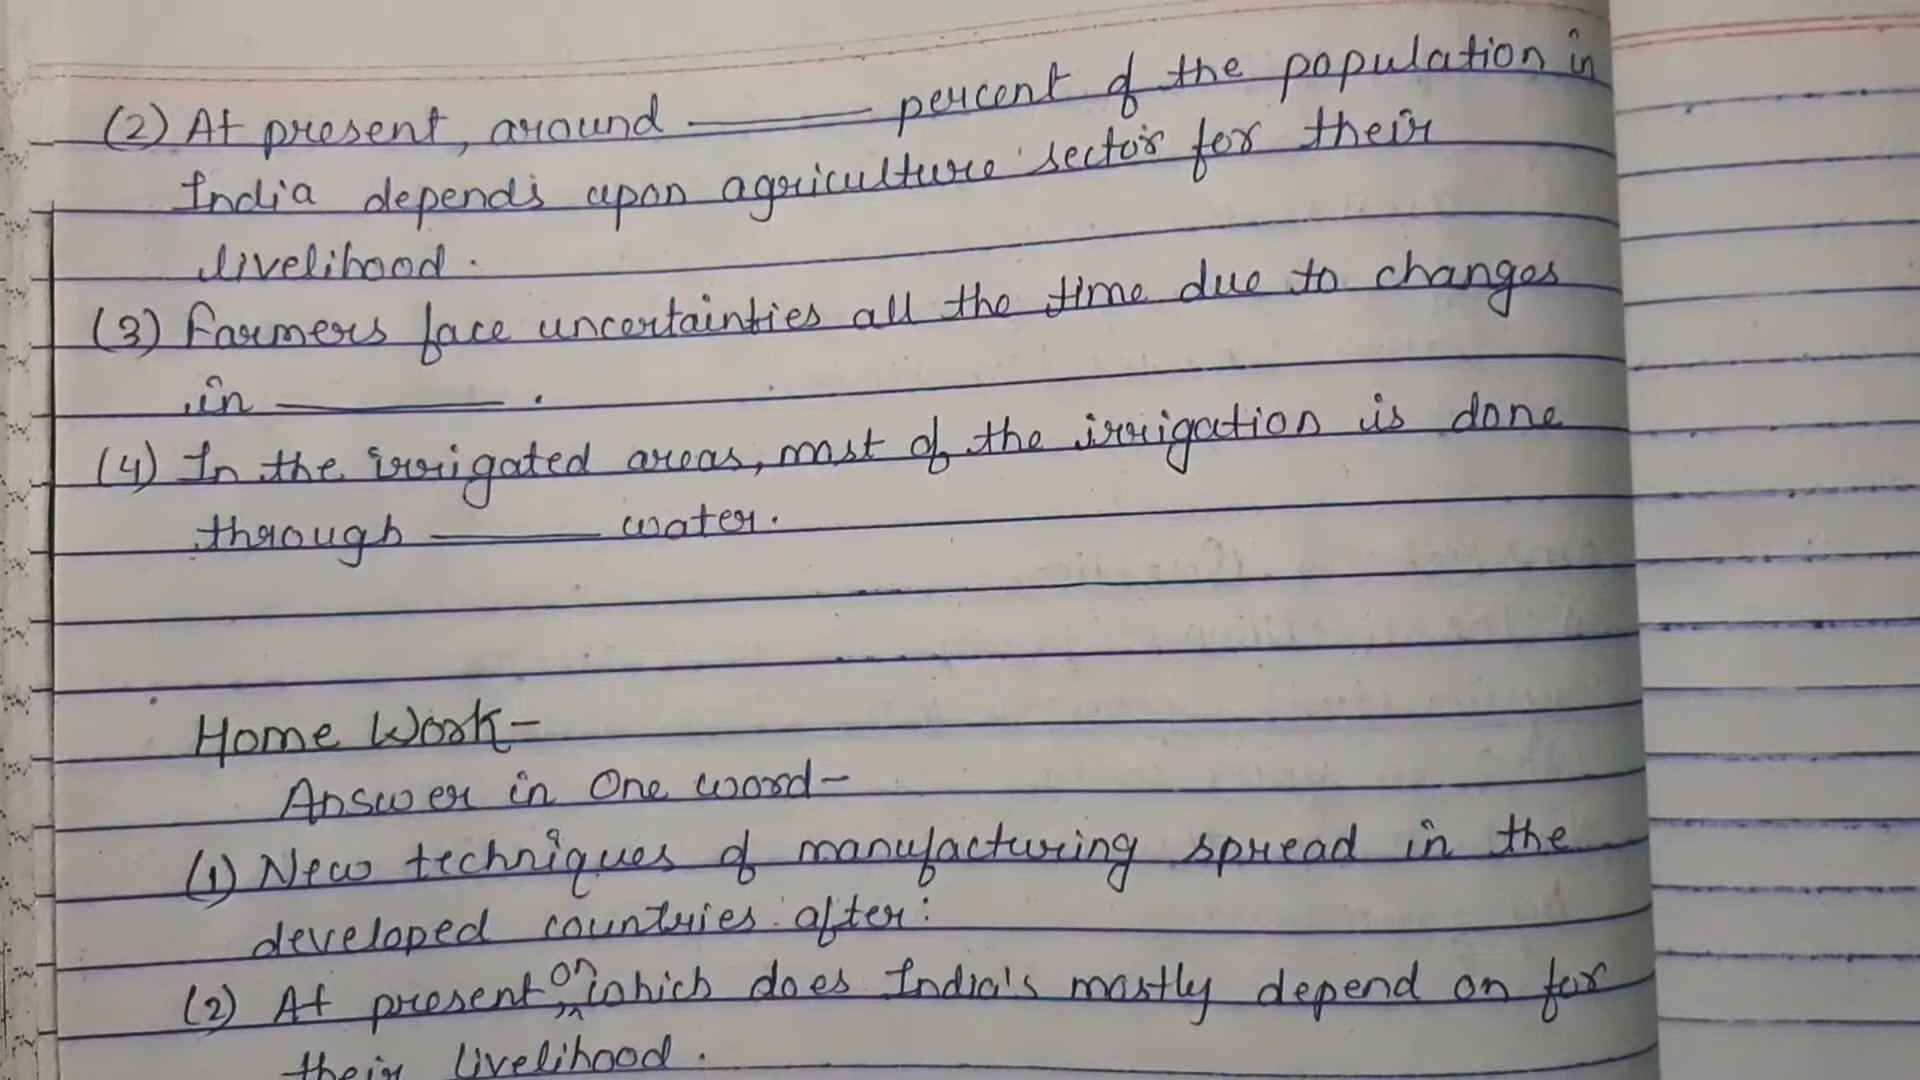 (2) At present, around ______ percent of the population in
India depends upon agriculture sector for their
livelihood.
(3) Farmers face uncertainties all the time due to changes
in ______ .
(4) In the irrigated areas, most of the irrigation is done
through ______ water.
Home Work-
Answer in One word-
(1) New techniques of manufacturing spread in the
developed countries after:
(2) At present on which does India's mostly depend on for
their livelihood.